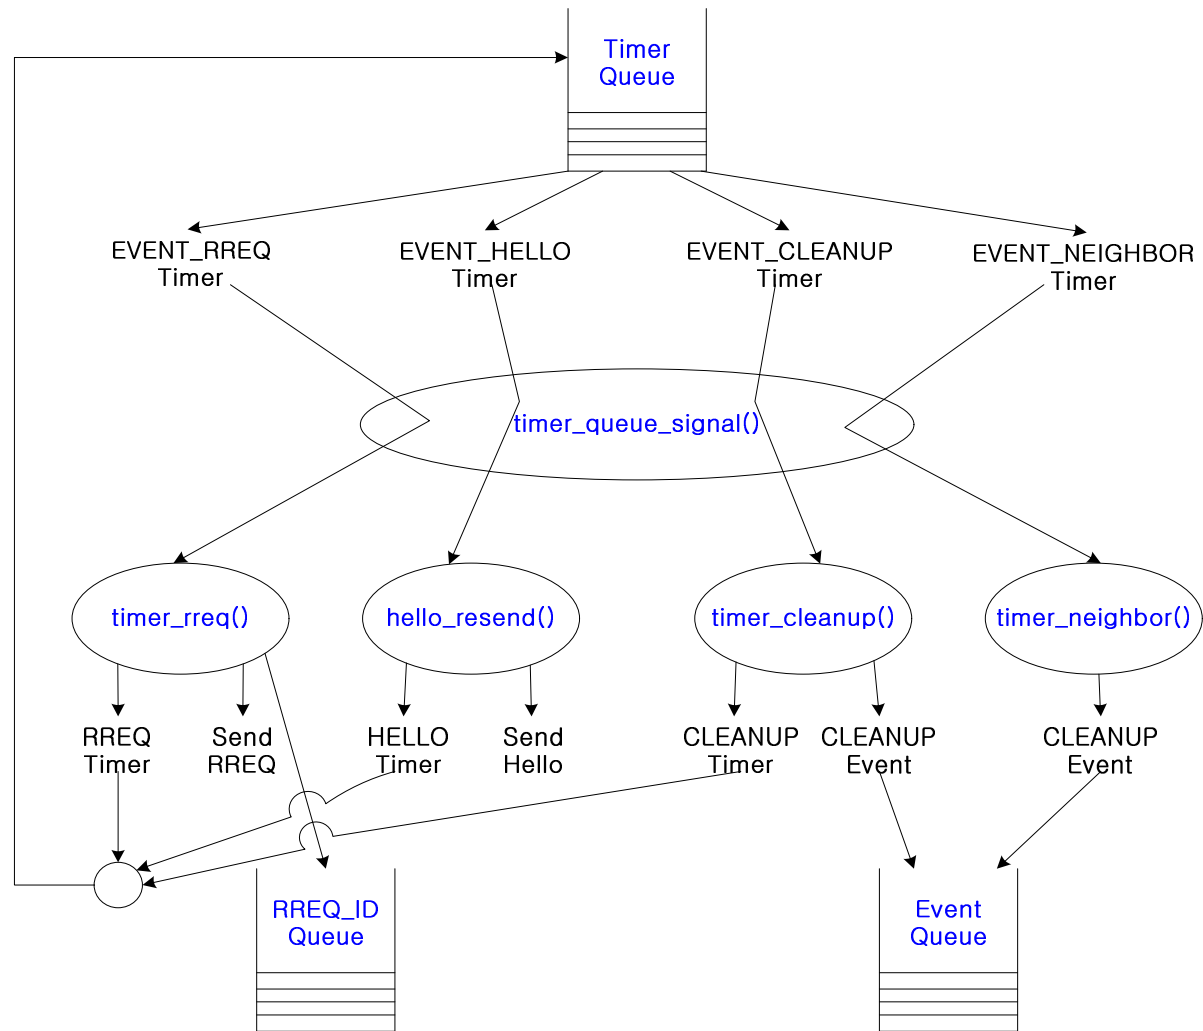 Timer
Queue
EVENT_RREQ
Timer
EVENT_HELLO
Timer
EVENT_CLEANUP
Timer
EVENT_NEIGHBOR
Timer
timer_queue_signal()
timer_rreq()
hello_resend()
timer_cleanup()
timer_neighbor()
RREQ
Timer
Send
RREQ
HELLO
Timer
Send
Hello
CLEANUP
Timer
CLEANUP
Event
CLEANUP
Event
RREQ_ID
Queue
Event
Queue